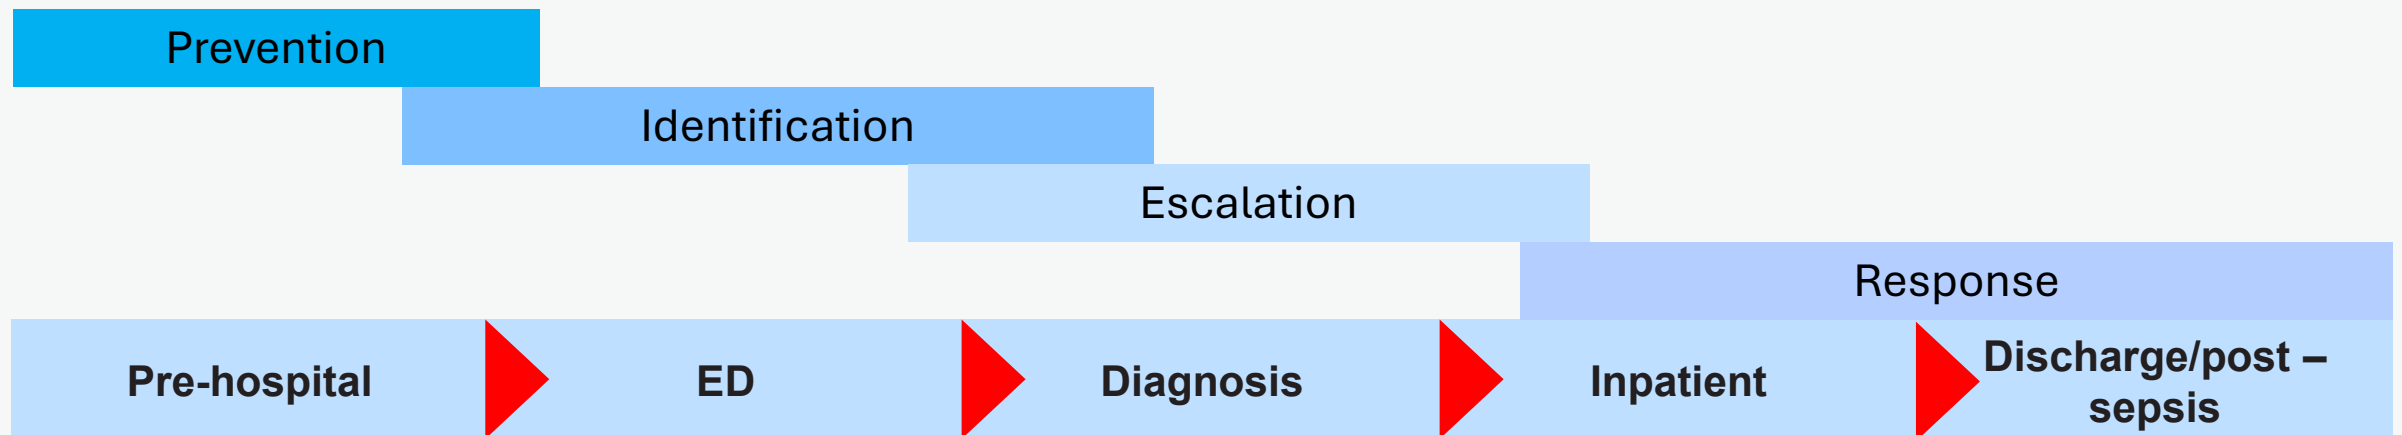 Prevention
Identification
Escalation
Response
Pre-hospital
ED
Diagnosis
Inpatient
Discharge/post –
sepsis